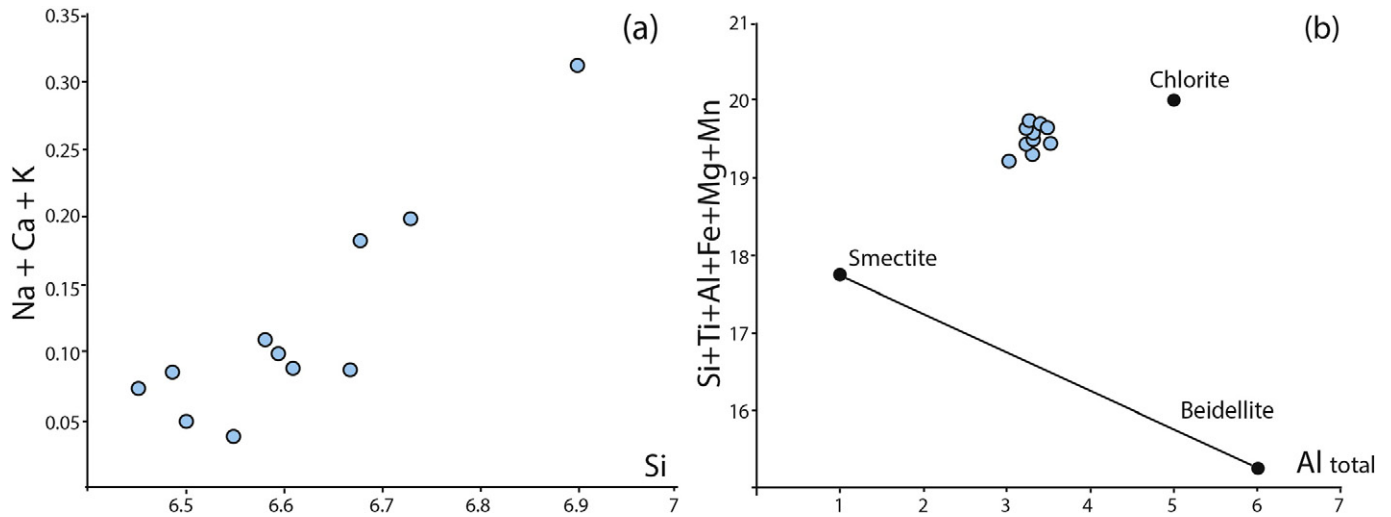 (a)
Na + Ca + K
0.35
0.30
0.25
0.20
0.15
0.10
0.05
Si
6.5 6.6 6.7 6.8 6.9 7
(b)
Si+Ti+Al+Fe+Mg+Mn
21
20
19
18
17
16
Chlorite
Smectite
Beidellite
Al total
1 2 3 4 5 6 7